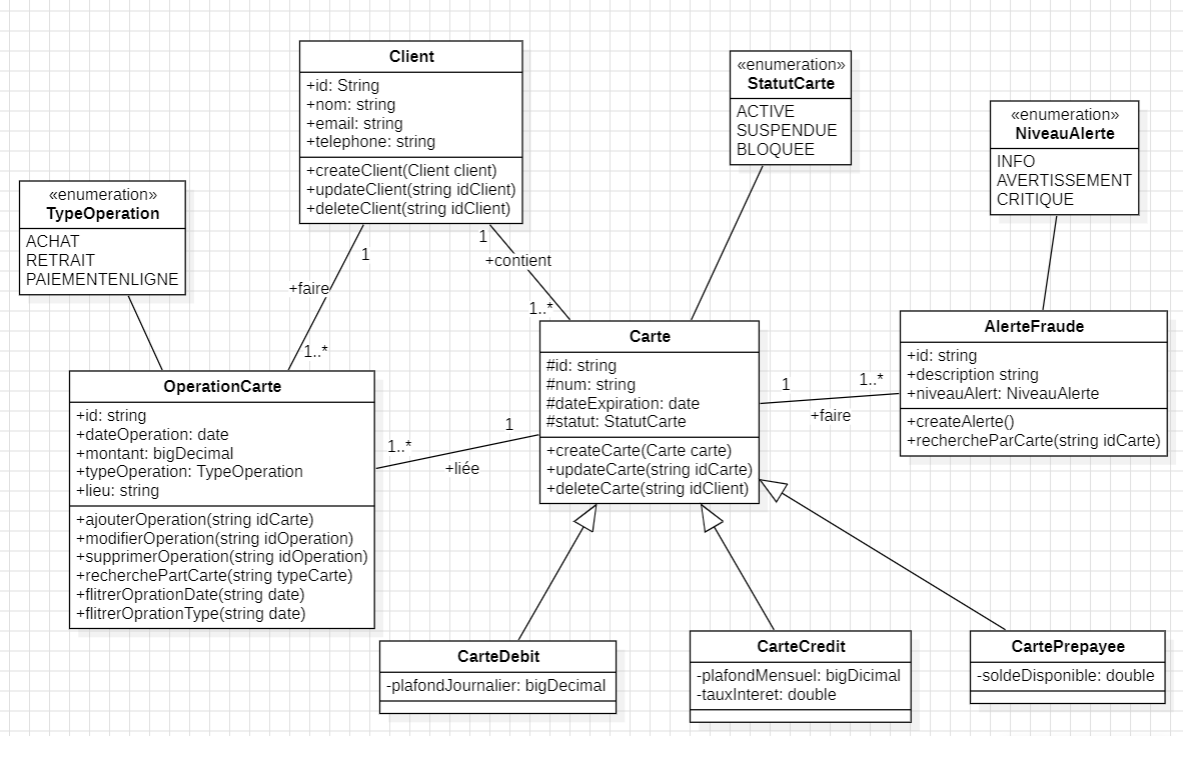 Client
+id: String
+nom: string
+email: string
+telephone: string
+createClient(Client client)
+updateClient(string idClient)
+deleteClient(string idClient)
«enumeration»
StatutCarte
ACTIVE
SUSPENDUE
BLOQUEE
«enumeration»
NiveauAlerte
INFO
AVERTISSEMENT
CRITIQUE
«enumeration»
TypeOperation
ACHAT
RETRAIT
PAIEMENTENLIGNE
1
+faire
1..*
1
+contient
1..*
OperationCarte
+id: string
+dateOperation: date
+montant: bigDecimal
+typeOperation: TypeOperation
+lieu: string
+ajouterOperation(string idCarte)
+modifierOperation(string idOperation)
+supprimerOperation(string idOperation)
+recherchePartCarte(string typeCarte)
+flitrerOprationDate(string date)
+flitrerOprationType(string date)
1..*
+liée
1
Carte
#id: string
#num: string
#dateExpiration: date
#statut: StatutCarte
+createCarte(Carte carte)
+updateCarte(string idCarte)
+deleteCarte(string idClient)
1
+faire
1..*
AlerteFraude
+id: string
+description string
+niveauAlert: NiveauAlerte
+createAlerte()
+rechercheParCarte(string idCarte)
CarteDebit
-plafondJournalier: bigDecimal
CarteCredit
-plafondMensuel: bigDicimal
-tauxInteret: double
CartePrepayee
-soldeDisponible: double